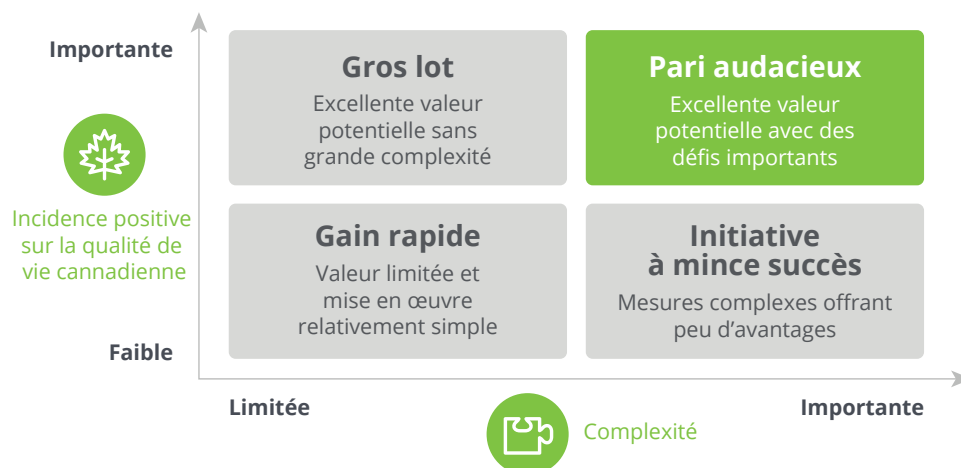 Importante
Gros lot
Excellente valeur
potentielle sans
grande complexité
Pari audacieux
Excellente valeur
potentielle avec des
défis importants
Incidence positive
sur la qualité de
vie cannadienne
Gain rapide
Valeur limitée et
mise en œuvre
relativement simple
Initiative
à mince succès
Mesures complexes offrant
peu d’avantages
Faible
Limitée
Complexité
Importante